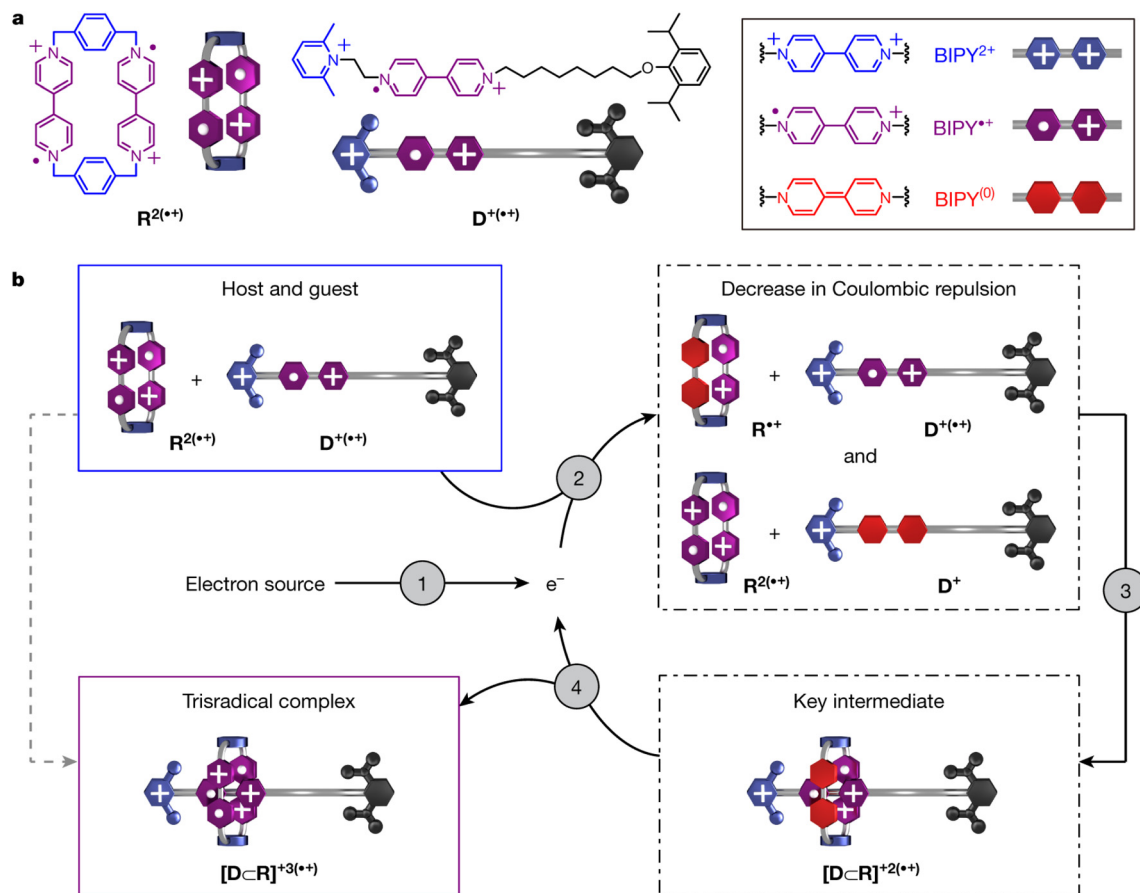 a
N
+
N
•
N
•
N
+
R2(•+)
N
+
N
•
N
+
O
D+(•+)
N
+
N
+
BIPY2+
N
•
N
+
BIPY•+
N
N
BIPY(0)
b
Host and guest
+
R2(•+)
D+(•+)
Decrease in Coulombic repulsion
+
R•+
D+(•+)
and
+
R2(•+)
D+
2
Electron source
1
e−
3
4
Trisradical complex
[D⊂R]+3(•+)
Key intermediate
[D⊂R]+2(•+)